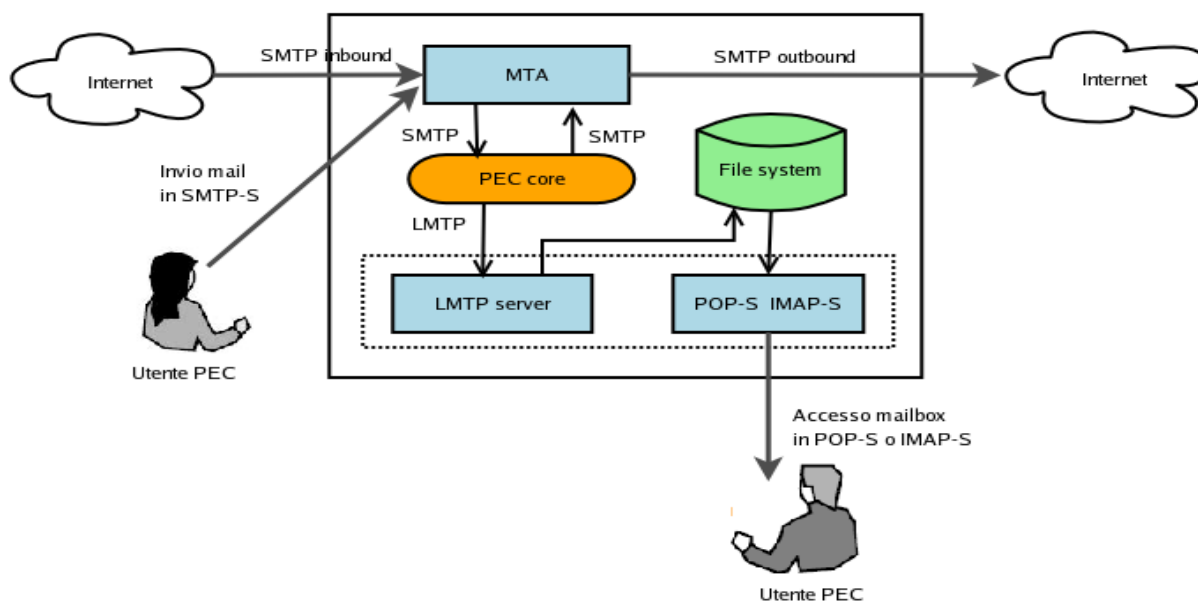 SMTP inbound
SMTP outbound
Internet
MTA
Internet
SMTP
SMTP
Invio mail
in SMTP-S
PEC core
File system
LMTP
LMTP server
POP-S IMAP-S
Utente PEC
Accesso mailbox
in POP-S o IMAP-S
Utente PEC